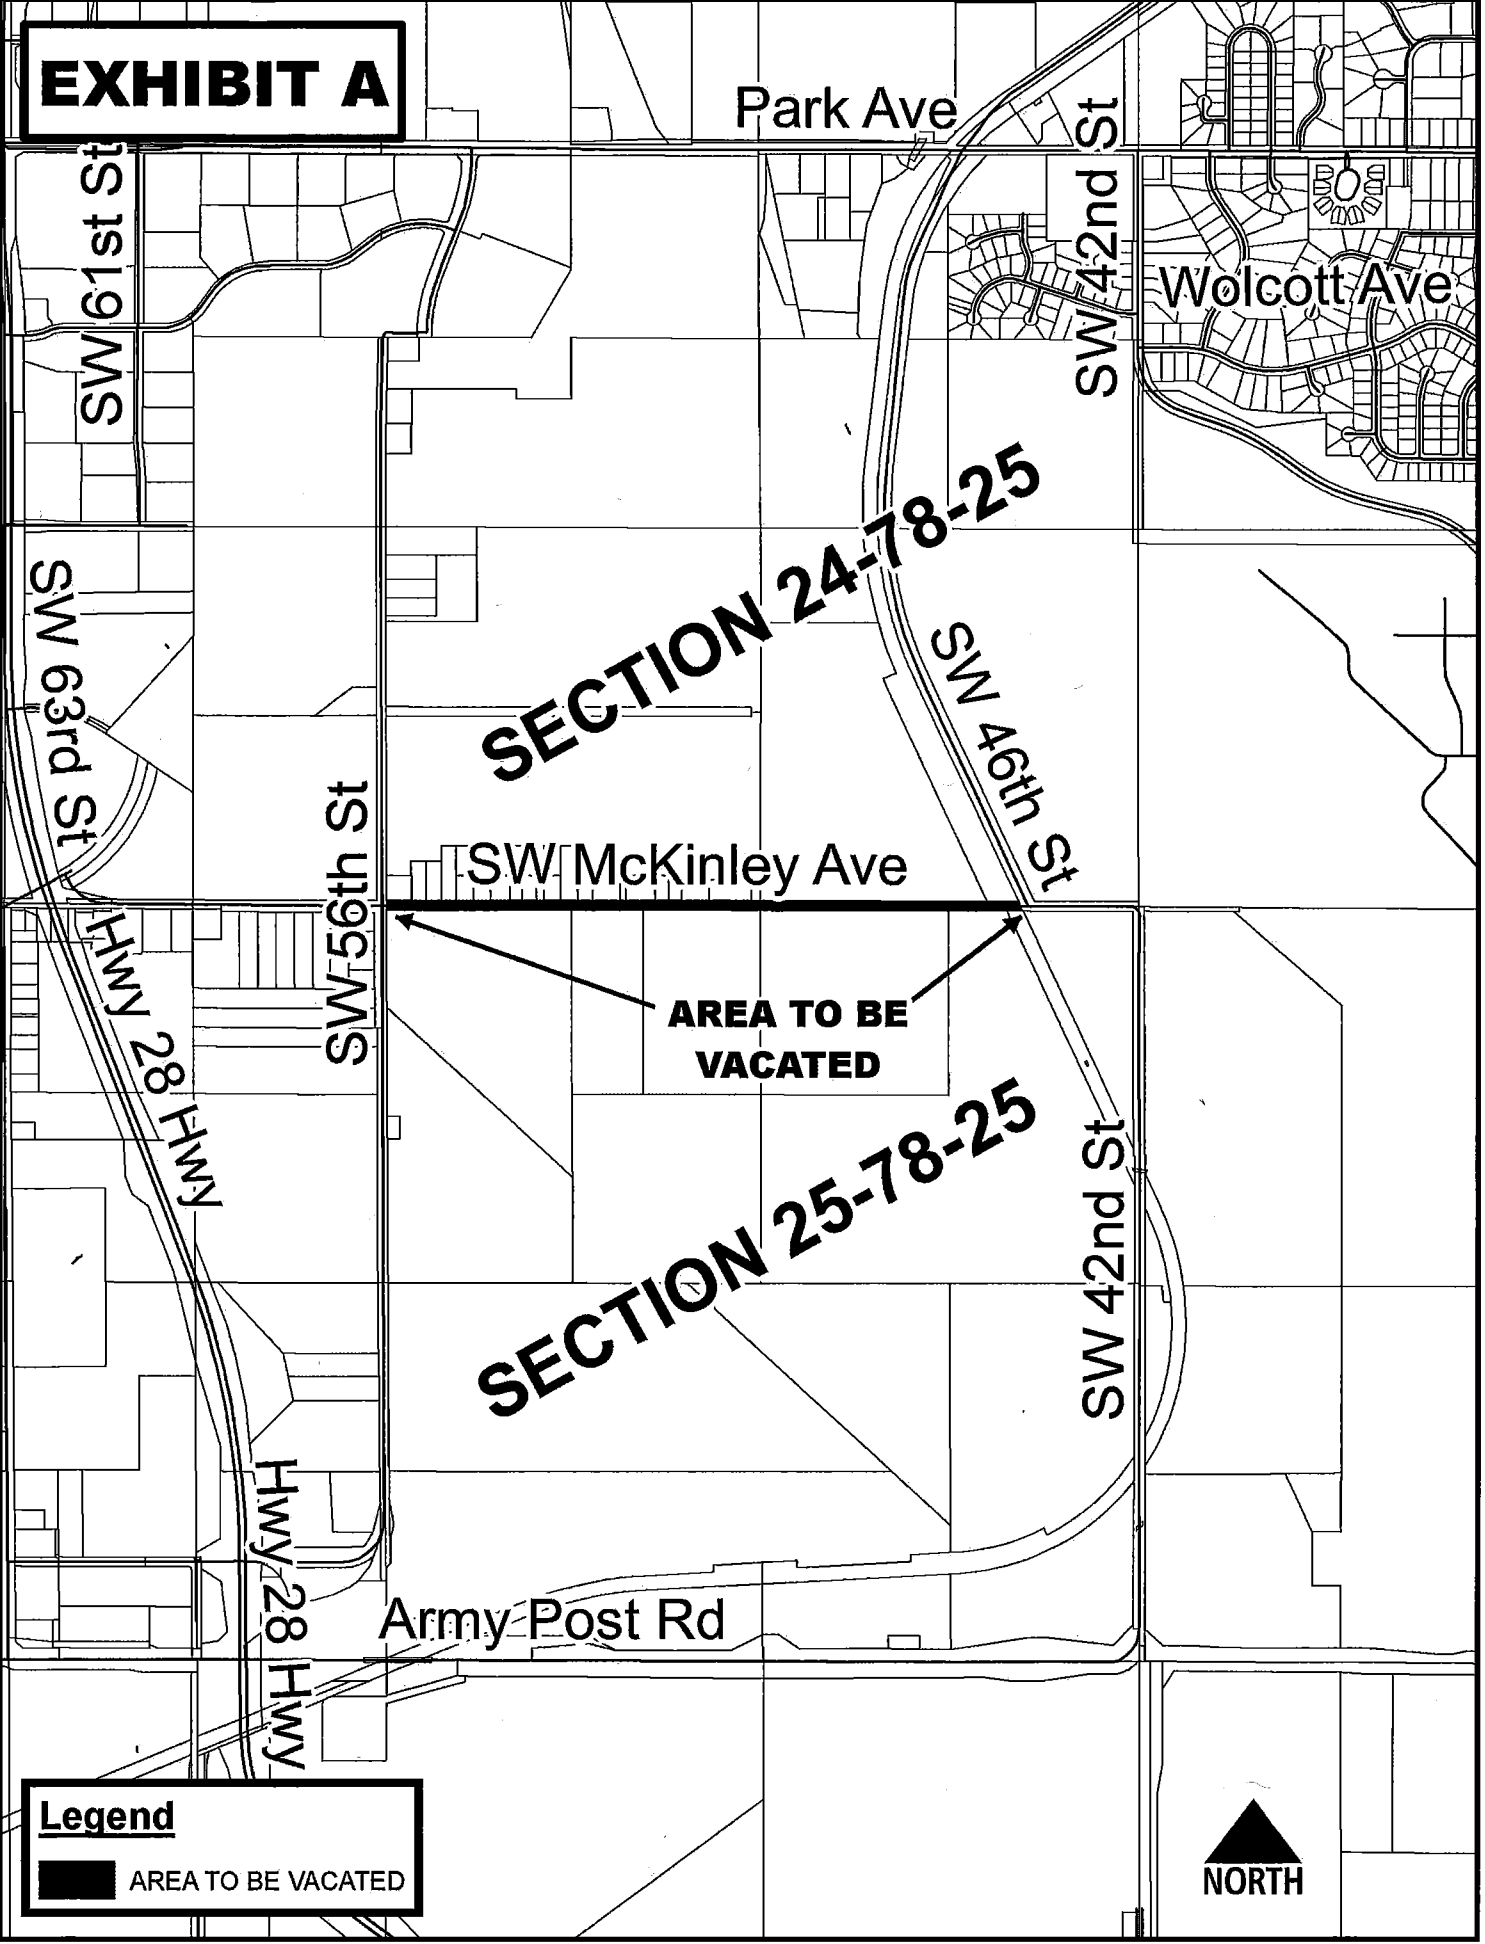 EXHIBIT A
Park Ave
SW 61st St
SW 42nd St
Wolcott Ave
SECTION 24-78-25
SW 63rd St
SW 46th St
SW 56th St
SW McKinley Ave
Hwy 28 Hwy
AREA TO BE
VACATED
SECTION 25-78-25
SW 42nd St
Hwy 28 Hwy
Army Post Rd
Legend
AREA TO BE VACATED
NORTH